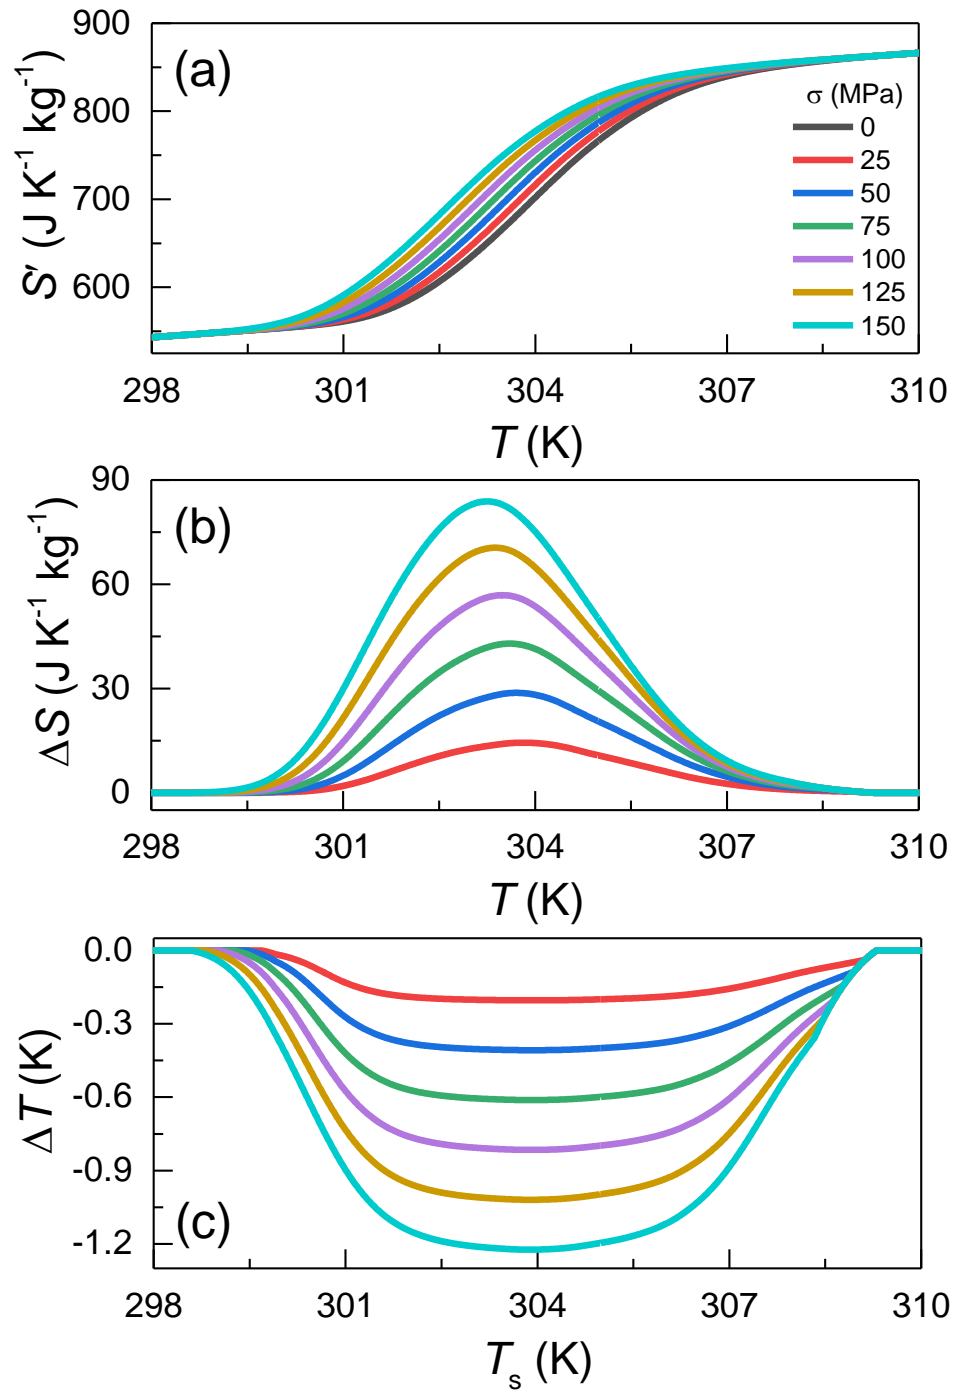 900
(a)
σ (MPa)
800
0
25
S′ (J K⁻¹ kg⁻¹)
50
700
75
100
600
125
150
298 301 304 307 310
T (K)
90
(b)
60
ΔS (J K⁻¹ kg⁻¹)
30
0
298 301 304 307 310
T (K)
0.0
-0.3
ΔT (K)
-0.6
-0.9
(c)
-1.2
298 301 304 307 310
Tₛ (K)